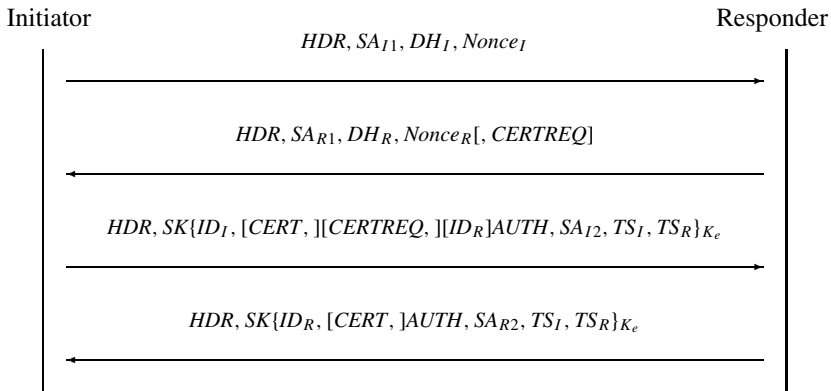 Initiator Responder
HDR, SA_{I1}, DH_I, Nonce_I
HDR, SA_{R1}, DH_R, Nonce_R[, CERTREQ]
HDR, SK{ID_I, [CERT, ][CERTREQ, ][ID_R]AUTH, SA_{I2}, TS_I, TS_R}_{K_e}
HDR, SK{ID_R, [CERT, ]AUTH, SA_{R2}, TS_I, TS_R}_{K_e}